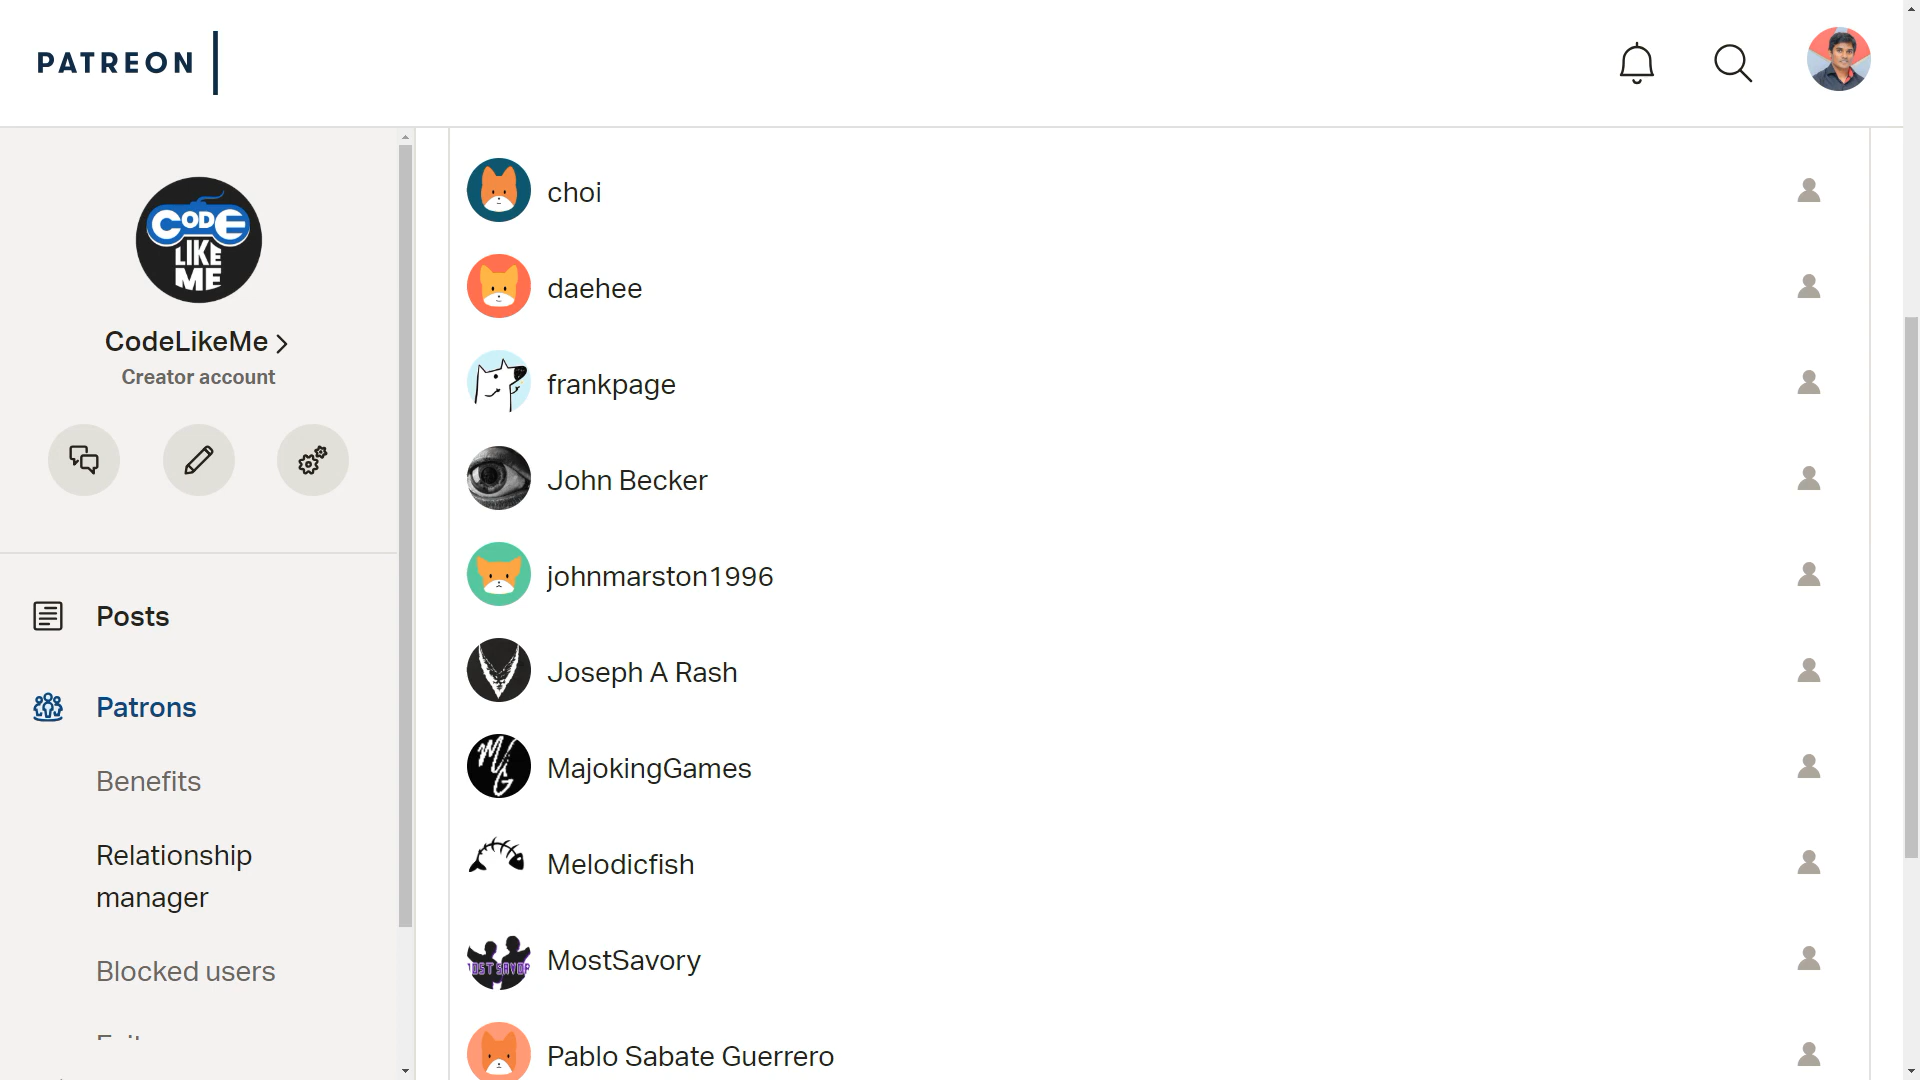 PATREON
CODE
LIKE
ME
CodeLikeMe
Creator account
Posts
Patrons
Benefits
Relationship
manager
Blocked users
choi
daehee
frankpage
John Becker
johnmarston1996
Joseph A Rash
MG
MajokingGames
Melodicfish
MostSavory
Pablo Sabate Guerrero